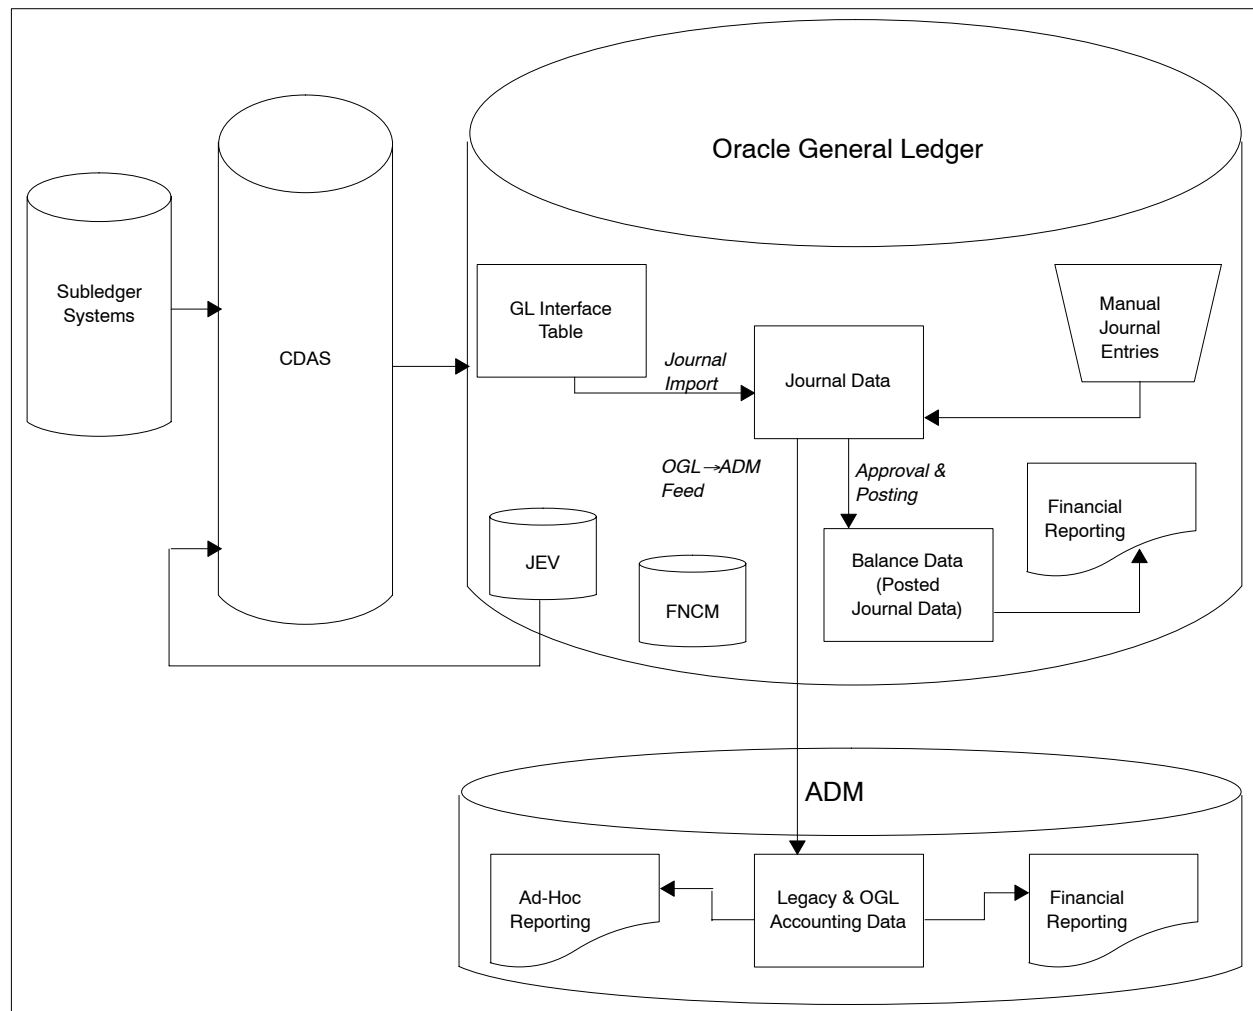 Oracle General Ledger
Subledger
Systems
CDAS
GL Interface
Table
Manual
Journal
Entries
Journal
Import
Journal Data
OGL→ADM
Feed
Approval &
Posting
Financial
Reporting
JEV
FNCM
Balance Data
(Posted
Journal Data)
ADM
Ad-Hoc
Reporting
Legacy & OGL
Accounting Data
Financial
Reporting